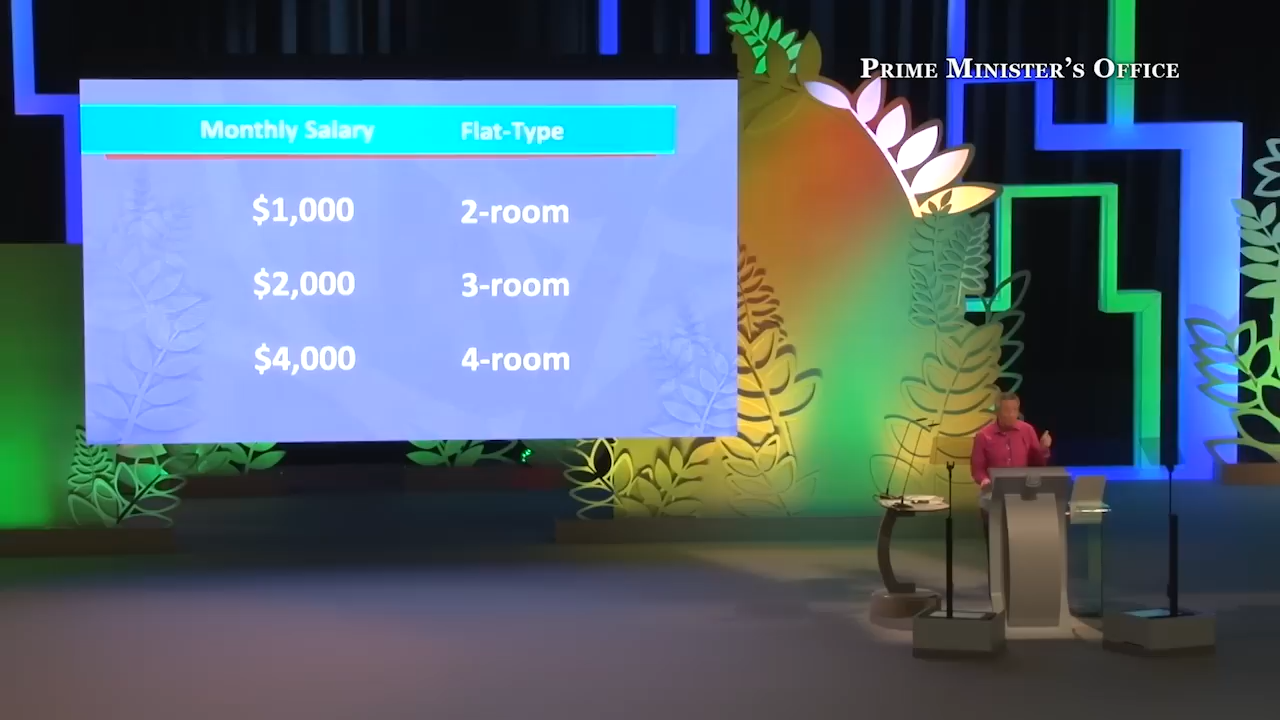 PRIME MINISTER'S OFFICE
Monthly Salary Flat-Type
$1,000 2-room
$2,000 3-room
$4,000 4-room